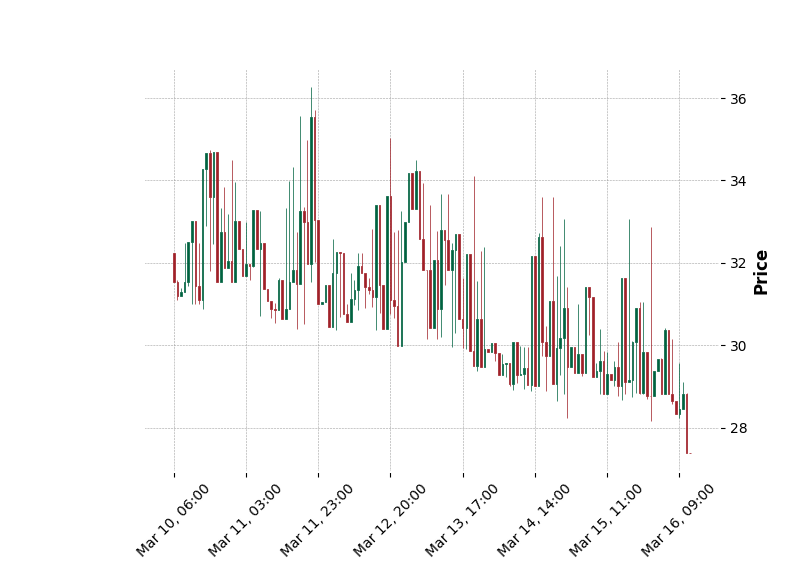 36
34
32
30
28
Price
Mar 10, 06:00
Mar 11, 03:00
Mar 11, 23:00
Mar 12, 20:00
Mar 13, 17:00
Mar 14, 14:00
Mar 15, 11:00
Mar 16, 09:00